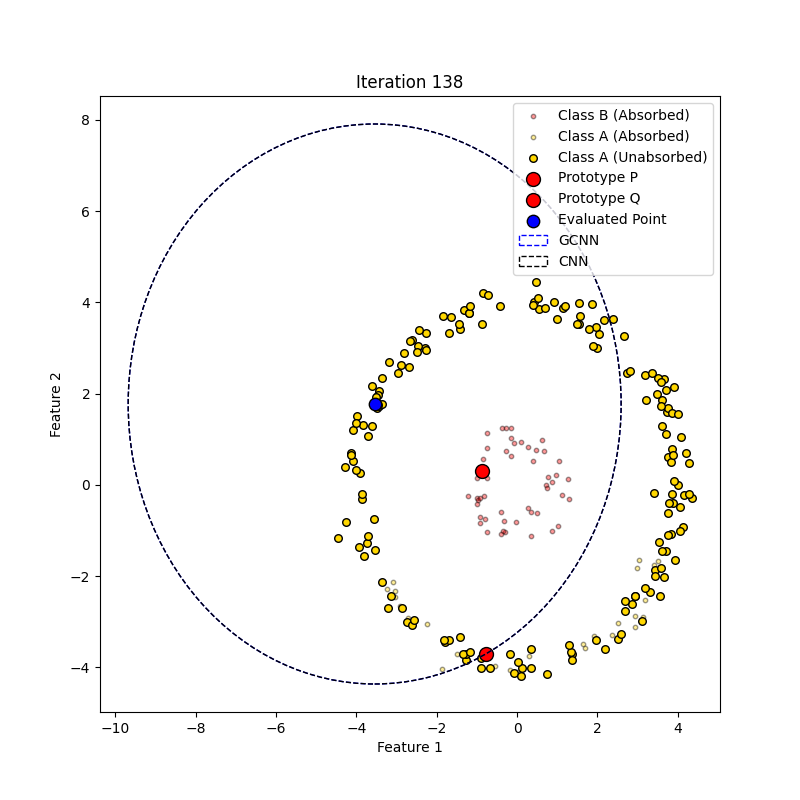 Iteration 138
Class B (Absorbed)
Class A (Absorbed)
Class A (Unabsorbed)
Prototype P
Prototype Q
Evaluated Point
GCNN
CNN
8
6
4
2
0
−2
−4
Feature 2
−10
−8
−6
−4
−2
0
2
4
Feature 1